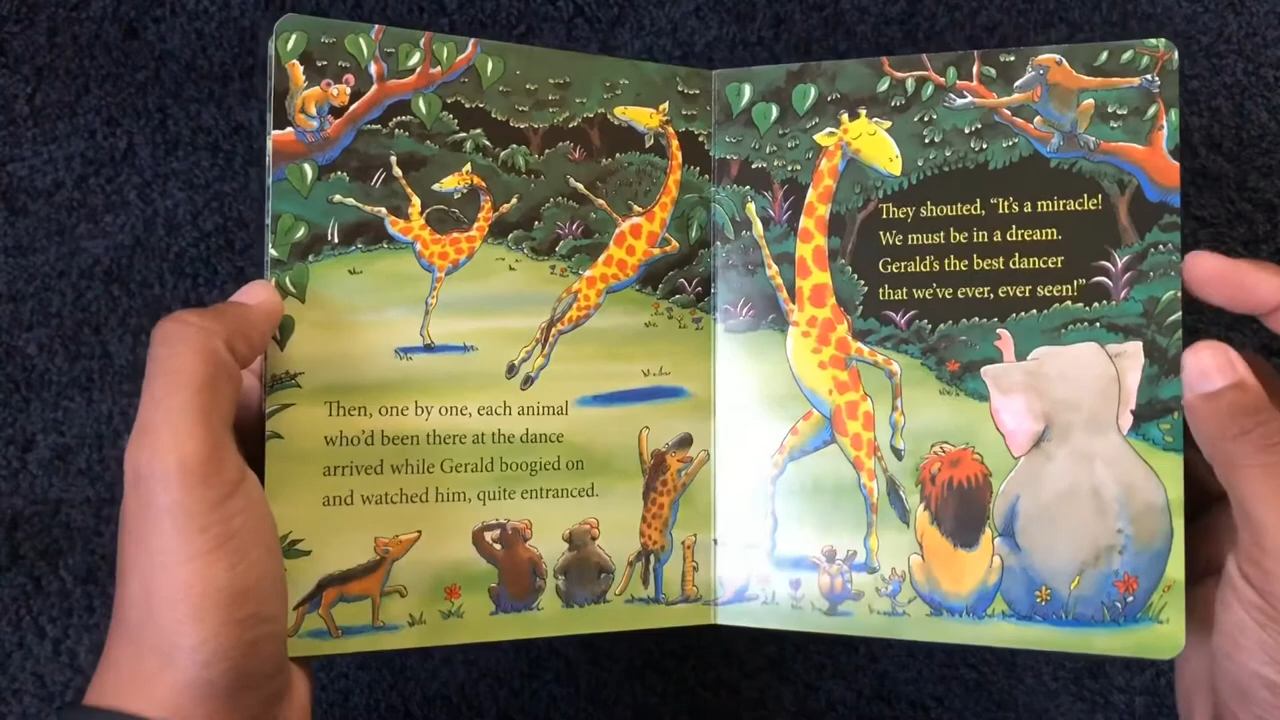 Then, one by one, each animal
who'd been there at the dance
arrived while Gerald boogied on
and watched him, quite entranced.
They shouted, “It's a miracle!
We must be in a dream.
Gerald's the best dancer
that we've ever, ever seen!”